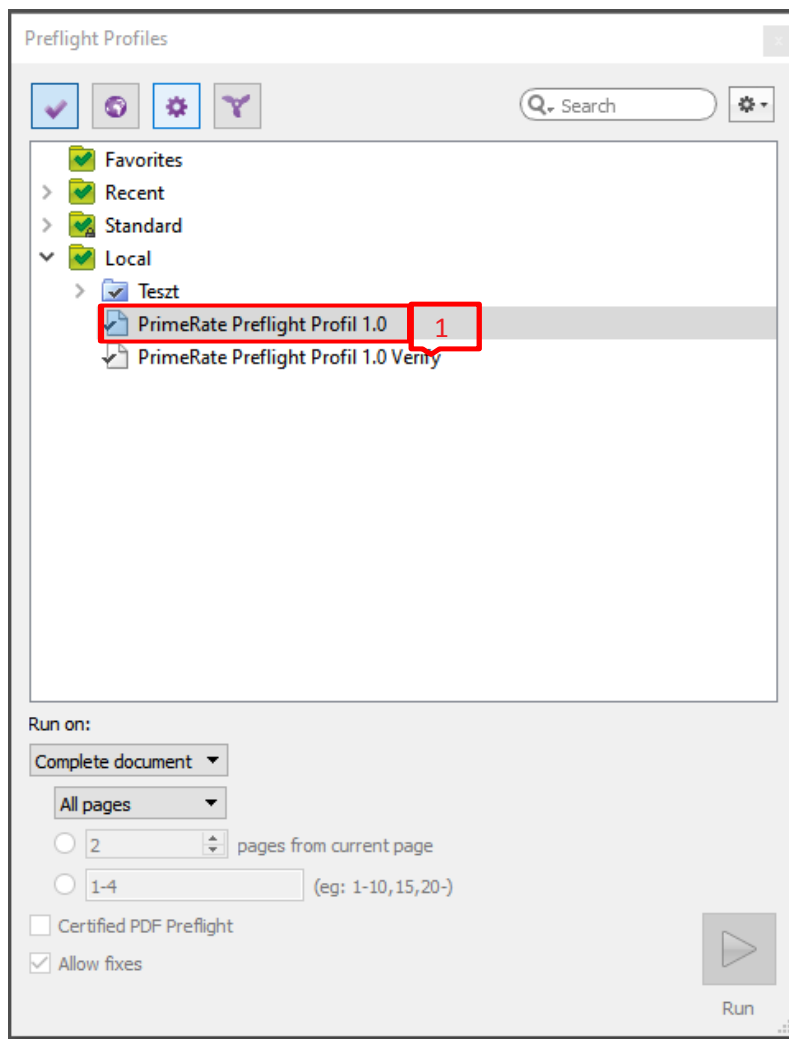 Preflight Profiles
x
Search
Favorites
Recent
Standard
Local
Teszt
PrimeRate Preflight Profil 1.0
1
PrimeRate Preflight Profil 1.0 Verify
Run on:
Complete document
All pages
2 pages from current page
1-4 (eg: 1-10,15,20-)
Certified PDF Preflight
Allow fixes
Run